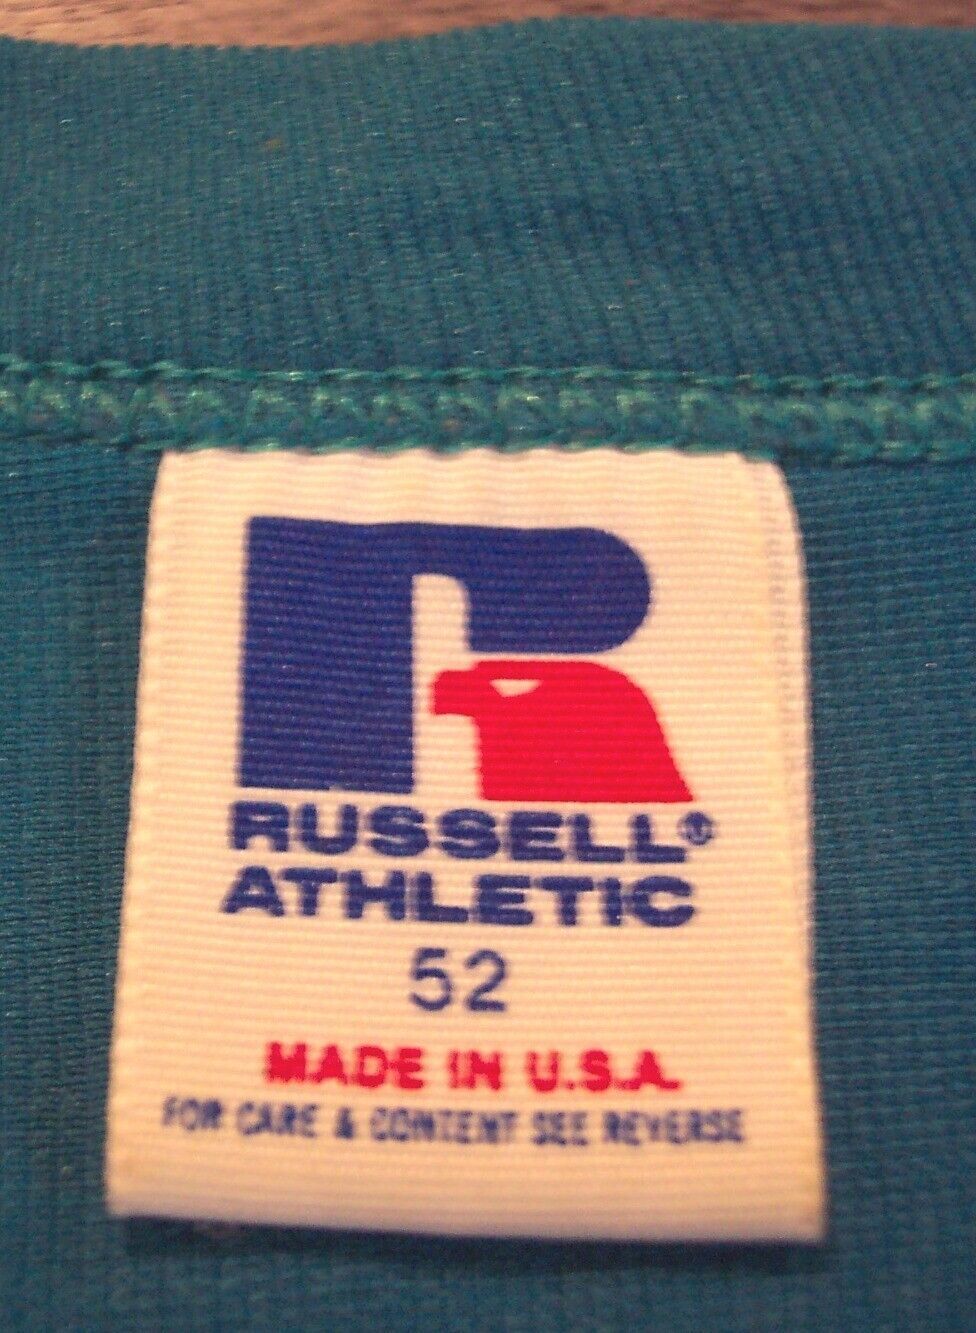 R
RUSSELL®
ATHLETIC
52
MADE IN U.S.A.
FOR CARE & CONTENT SEE REVERSE